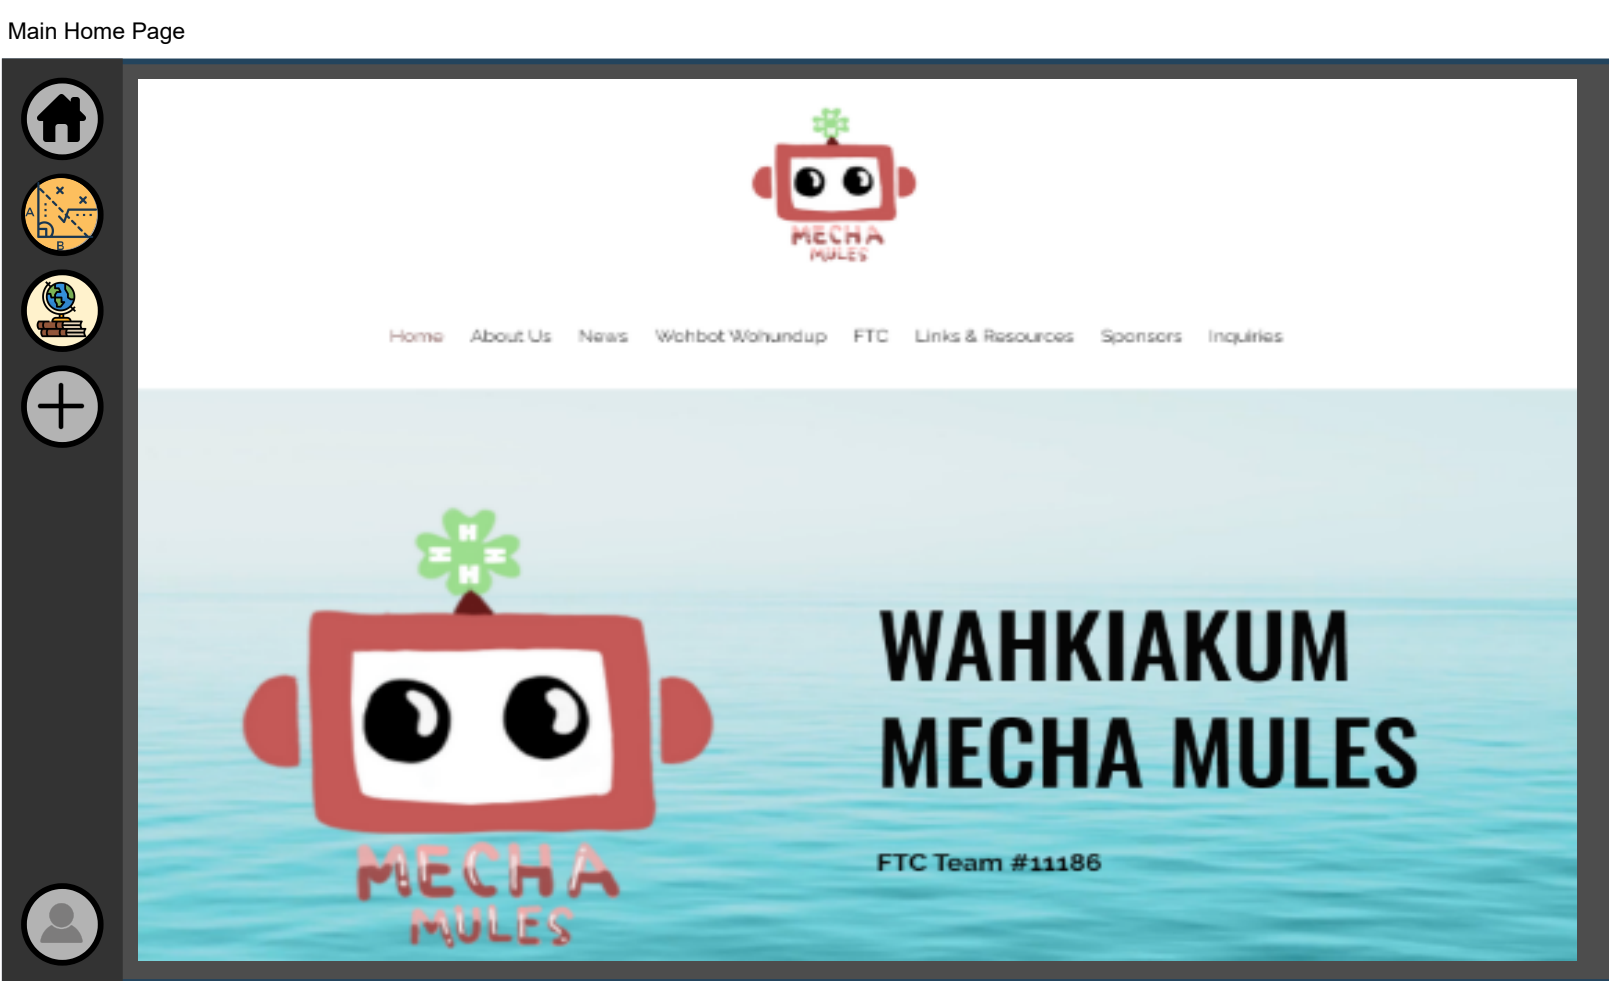 Main Home Page
A
B
MECHA
MULES
Home About Us News Wohbot Wohundup FTC Links & Resources Sponsors Inquiries
H
H H
H
WAHKIAKUM
MECHA MULES
FTC Team #11186
MECHA
MULES